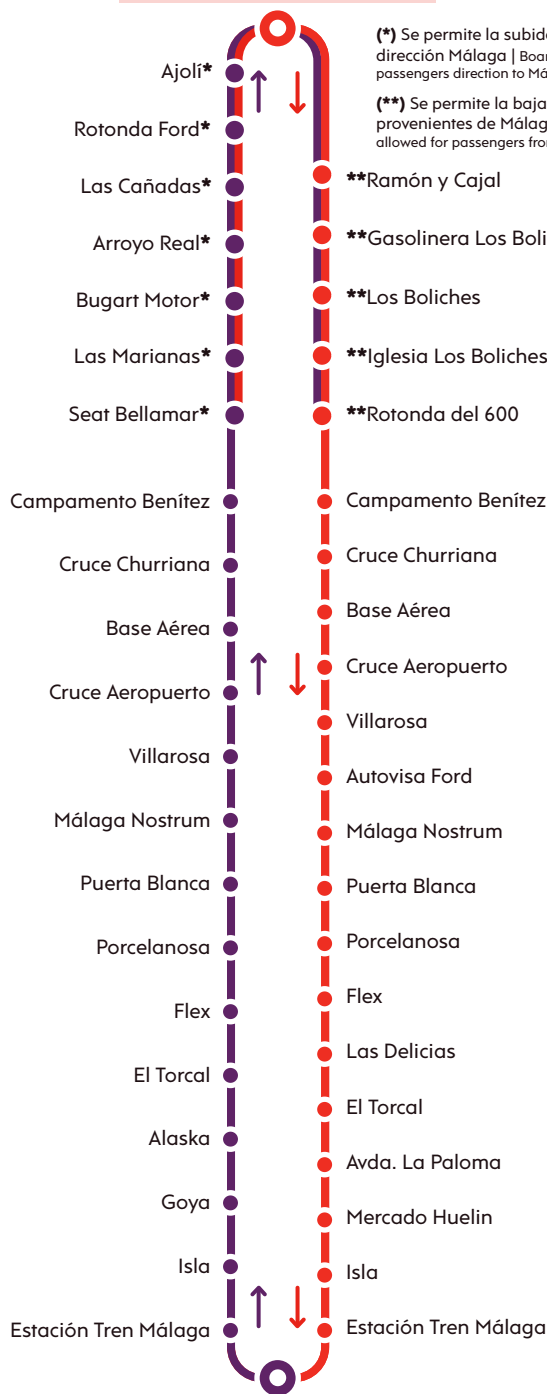 (*) Se permite la subida
dirección Málaga | Boar
passengers direction to Má
(**) Se permite la baja
provenientes de Málag
allowed for passengers fro
Ajolí*
Rotonda Ford*
Las Cañadas*
Arroyo Real*
Bugart Motor*
Las Marianas*
Seat Bellamar*
Campamento Benítez
Cruce Churriana
Base Aérea
Cruce Aeropuerto
Villarosa
Málaga Nostrum
Puerta Blanca
Porcelanosa
Flex
El Torcal
Alaska
Goya
Isla
Estación Tren Málaga
**Ramón y Cajal
**Gasolinera Los Boli
**Los Boliches
**Iglesia Los Boliches
**Rotonda del 600
Campamento Benítez
Cruce Churriana
Base Aérea
Cruce Aeropuerto
Villarosa
Autovisa Ford
Málaga Nostrum
Puerta Blanca
Porcelanosa
Flex
Las Delicias
El Torcal
Avda. La Paloma
Mercado Huelin
Isla
Estación Tren Málaga